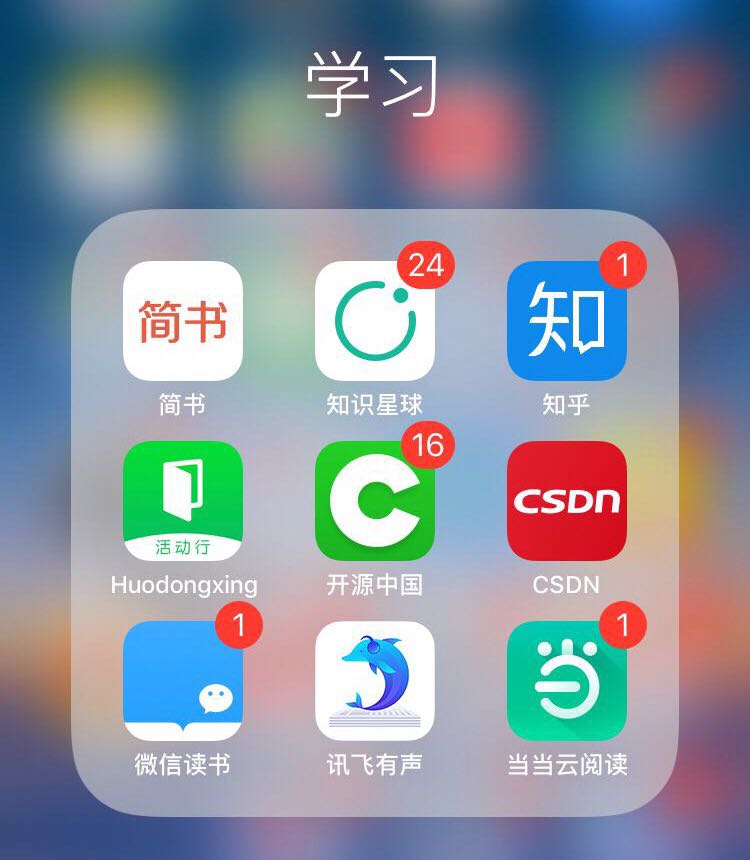 学习
简书
24
1
知
简书
知识星球
知乎
活动行
16
CSDN
Huodongxing
开源中国
CSDN
1
1
微信读书
讯飞有声
当当云阅读